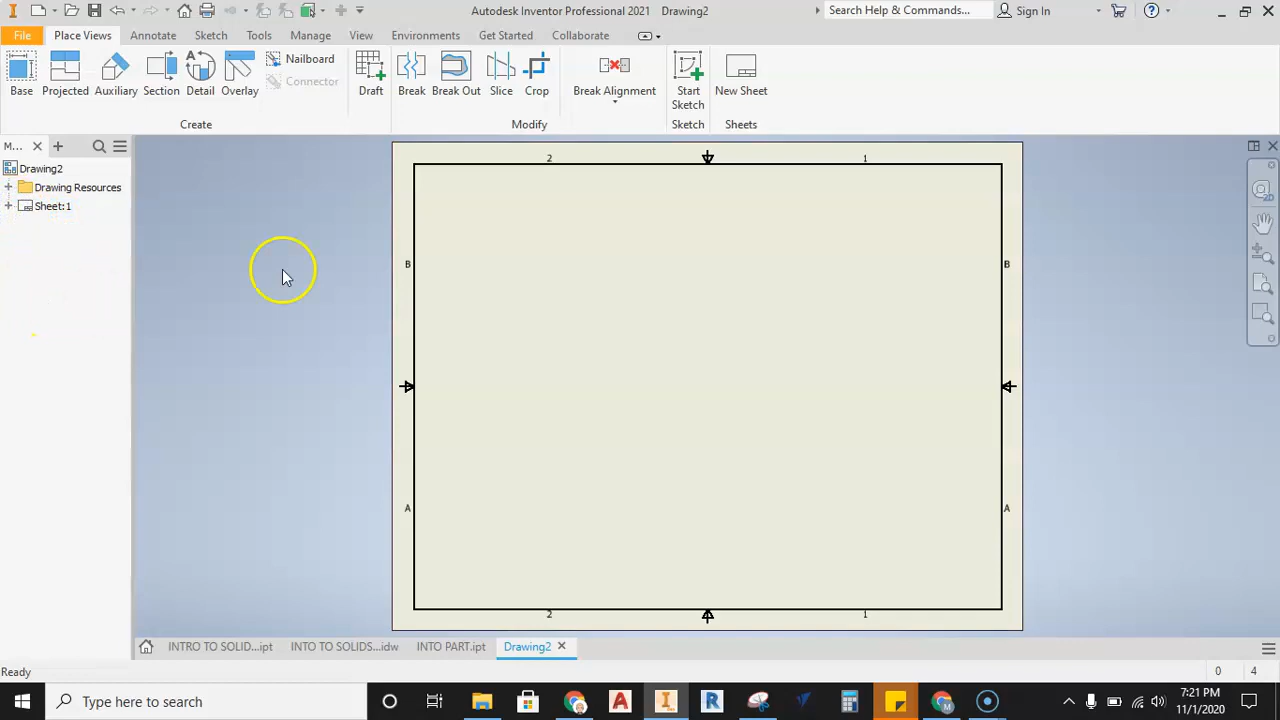 Autodesk Inventor Professional 2021 Drawing2
Search Help & Commands...
Sign In
File Place Views Annotate Sketch Tools Manage View Environments Get Started Collaborate
Base Projected Auxiliary Section Detail Overlay
Nailboard
Connector
Draft
Break Break Out Slice Crop
Break Alignment
Start
Sketch
New Sheet
Create Modify Sketch Sheets
M...
Drawing2
Drawing Resources
Sheet:1
2 1
B B
A A
2 1
2D
INTRO TO SOLID...ipt INTO TO SOLIDS...idw INTO PART.ipt Drawing2
Ready
0 4
Type here to search
7:21 PM
11/1/2020